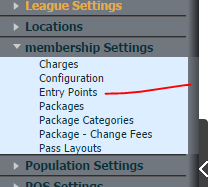 League Settings
Locations
membership Settings
Charges
Configuration
Entry Points
Packages
Package Categories
Package - Change Fees
Pass Layouts
Population Settings
POS Settings